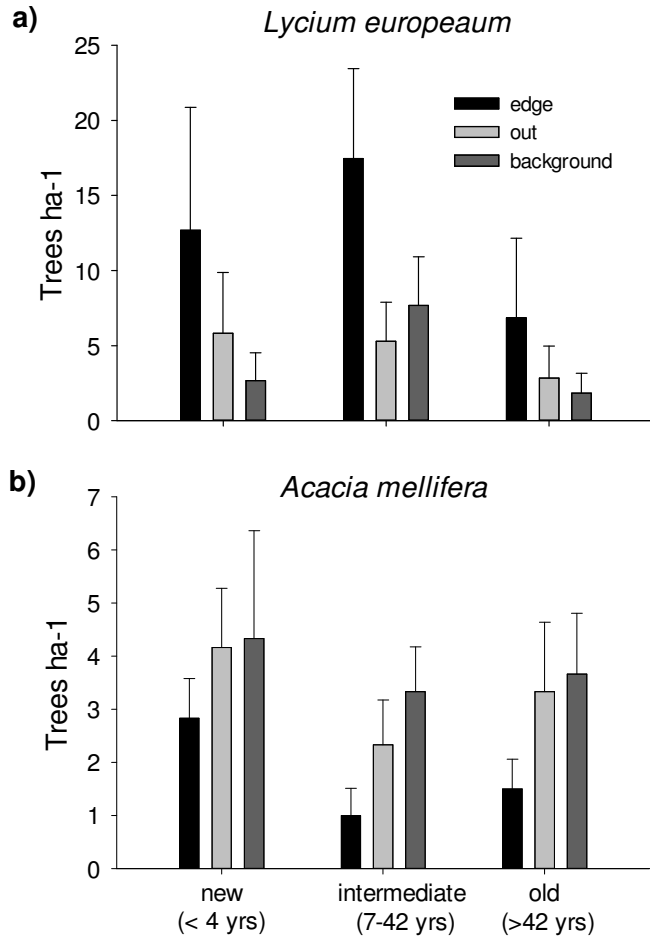 a)
Lycium europeaum
25
20
15
10
5
0
Trees ha-1
edge
out
background
b)
Acacia mellifera
7
6
5
4
3
2
1
0
Trees ha-1
new intermediate old
(< 4 yrs) (7-42 yrs) (>42 yrs)